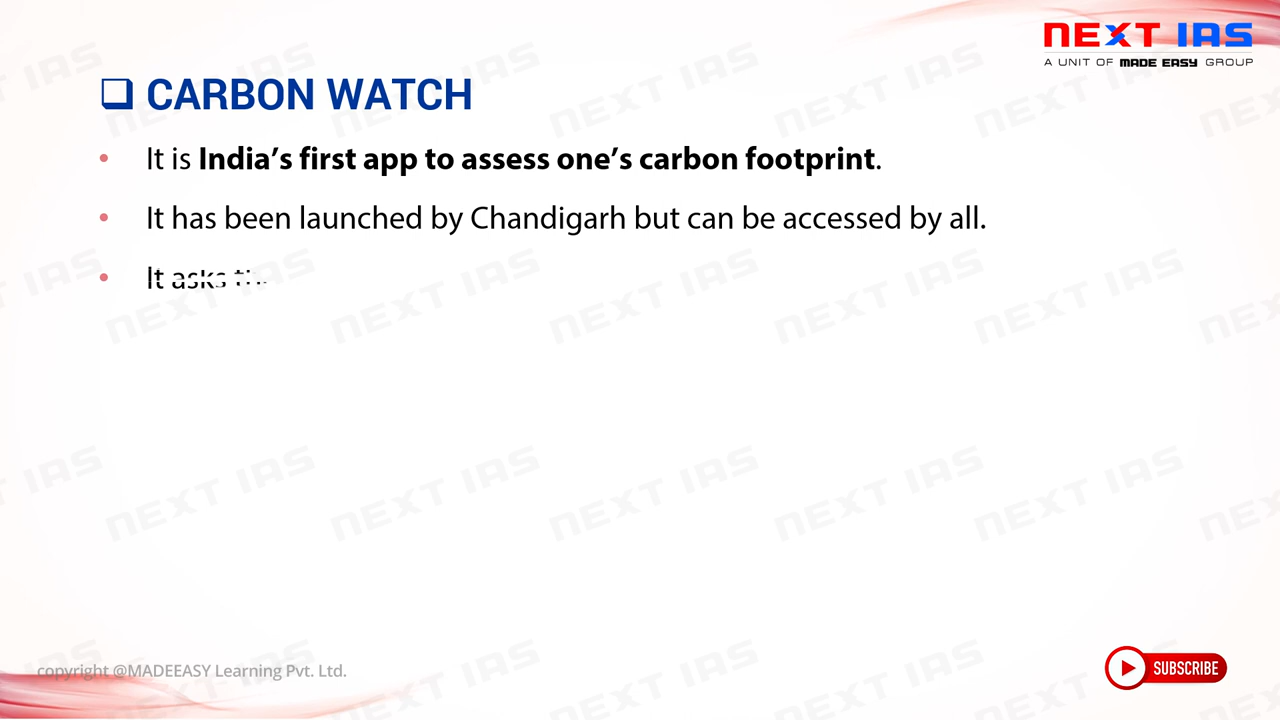 NEXT IAS
A UNIT OF MADE EASY GROUP
CARBON WATCH
• It is India's first app to assess one's carbon footprint.
• It has been launched by Chandigarh but can be accessed by all.
• It asks
copyright @MADEEASY Learning Pvt. Ltd.
SUBSCRIBE